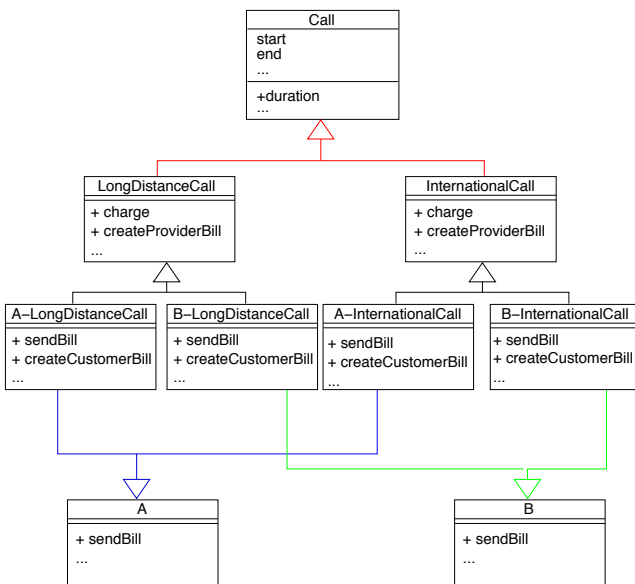 Call
start
end
...
+duration
...
LongDistanceCall
+ charge
+ createProviderBill
...
InternationalCall
+ charge
+ createProviderBill
...
A–LongDistanceCall
+ sendBill
+ createCustomerBill
...
B–LongDistanceCall
+ sendBill
+ createCustomerBill
...
A–InternationalCall
+ sendBill
+ createCustomerBill
...
B–InternationalCall
+ sendBill
+ createCustomerBill
...
A
+ sendBill
...
B
+ sendBill
...